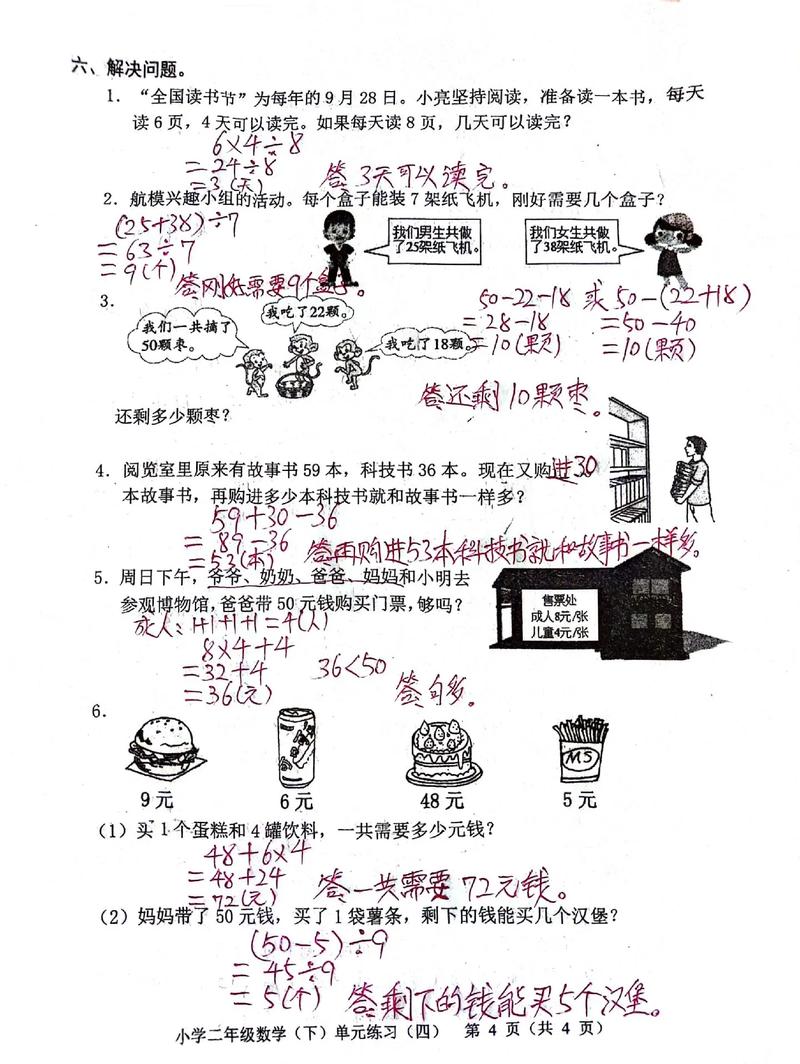 六、解决问题。
1. “全国读书节”为每年的9月28日。小亮坚持阅读，准备读一本书，每天
读6页，4天可以读完。如果每天读8页，几天可以读完？
6×4÷8
=24÷8
=3(天)
答 3天可以读完。
2. 航模兴趣小组的活动。每个盒子能装7架纸飞机，刚好需要几个盒子？
(25+38)÷7
=63÷7
=9(个)
我们男生共做
了25架纸飞机。
我们女生共做
了38架纸飞机。
答刚好需要9个盒子。
3.
我们一共摘了
50颗枣。
我吃了22颗。
我吃了18颗。
50-22-18 或 50-(22+18)
=28-18 =50-40
=10(颗) =10(颗)
答还剩10颗枣。
还剩多少颗枣？
4. 阅览室里原来有故事书59本，科技书36本。现在又购进30
本故事书，再购进多少本科技书就和故事书一样多？
59+30-36
=89-36
=53(本)
答再购进53本科技书就和故事书一样多。
5. 周日下午，爷爷、奶奶、爸爸、妈妈和小明去
参观博物馆，爸爸带50元钱购买门票，够吗？
售票处
成人8元/张
儿童4元/张
成人：1+1+1+1=4(人)
8×4+4
=32+4
=36(元)
36<50
答句多。
6.
M5
9元 6元 48元 5元
(1) 买1个蛋糕和4罐饮料，一共需要多少元钱？
48+6×4
=48+24
=72(元)
答一共需要72元钱。
(2) 妈妈带了50元钱，买了1袋薯条，剩下的钱能买几个汉堡？
(50-5)÷9
=45÷9
=5(个)
答剩下的钱能买5个汉堡。
小学二年级数学（下）单元练习（四） 第4页（共4页）